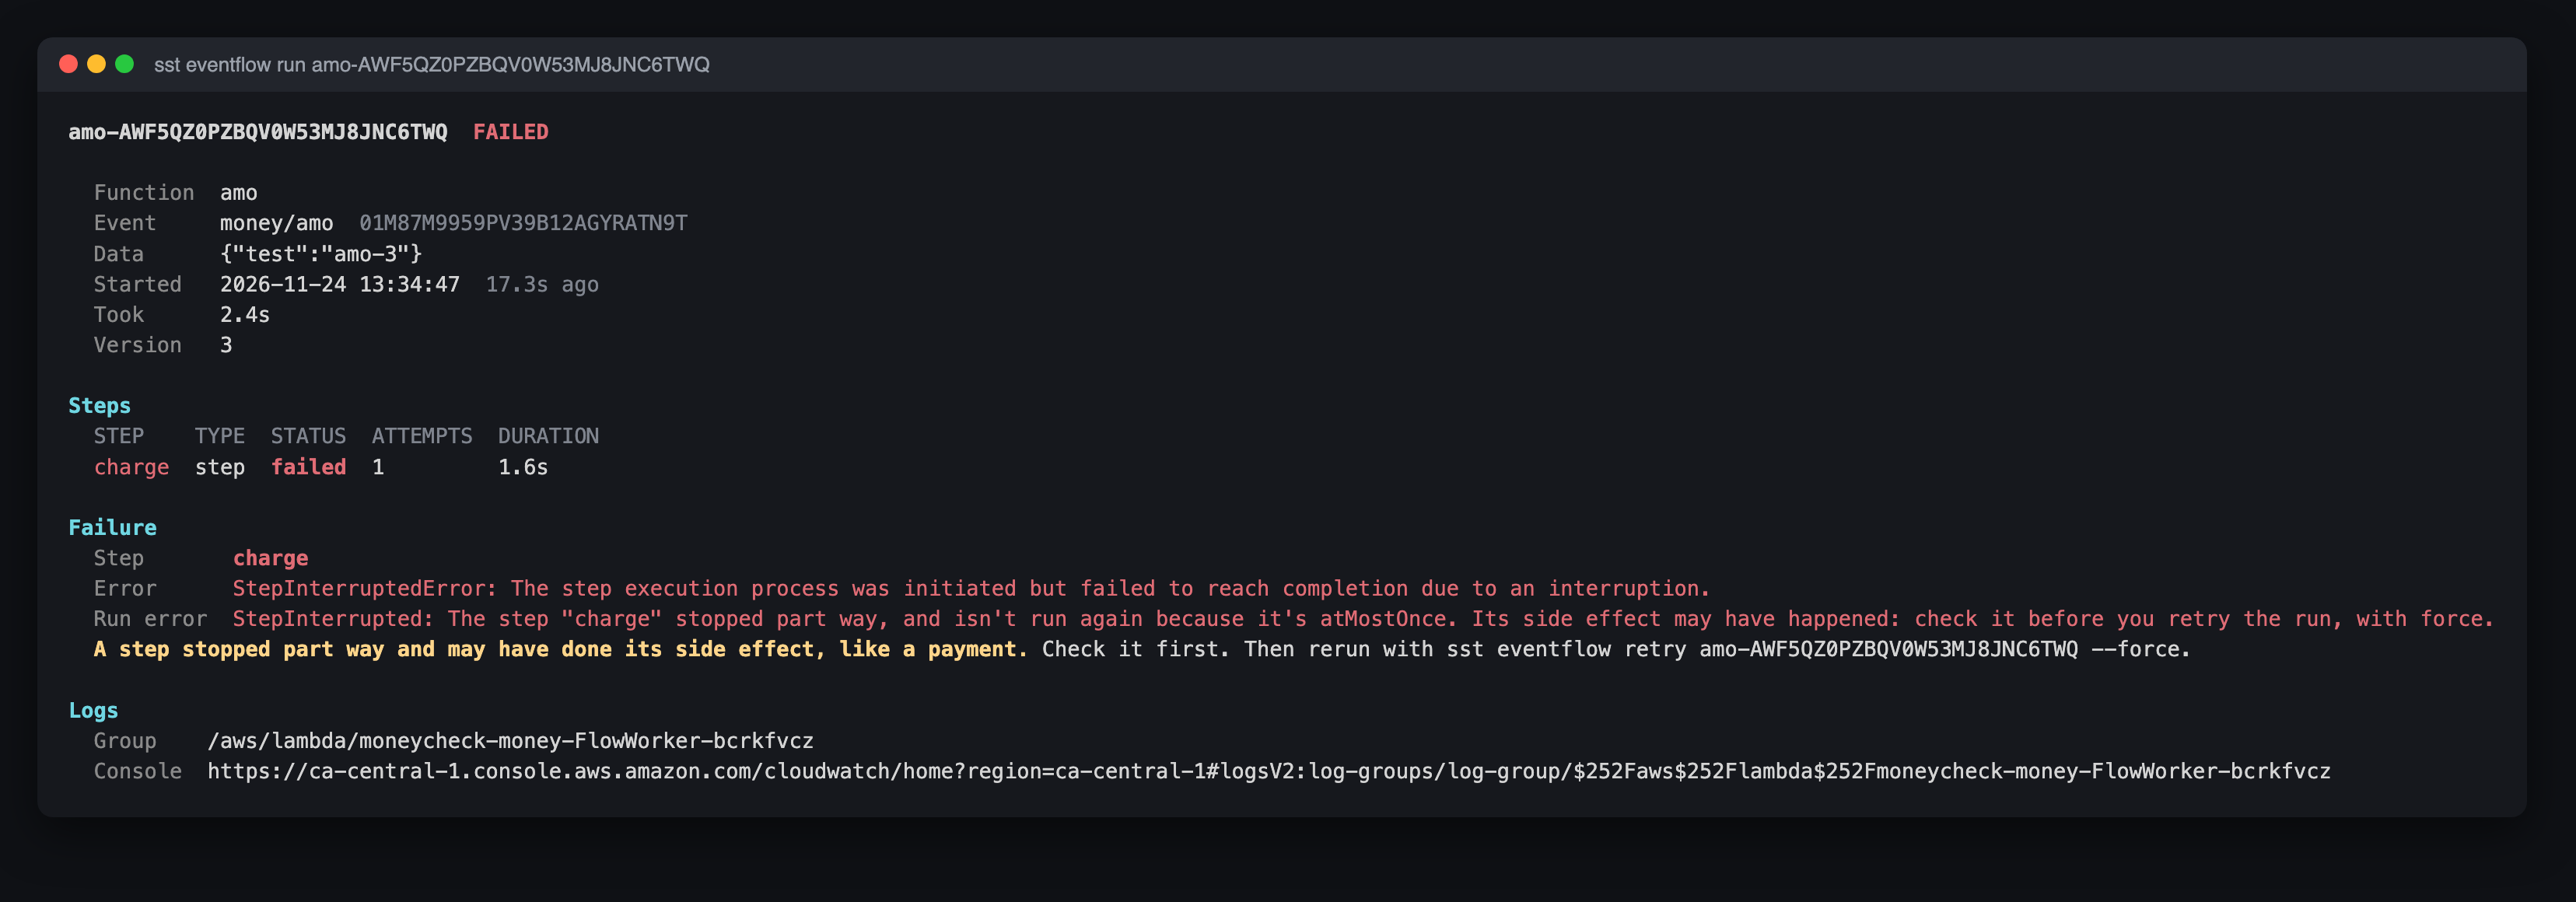 sst eventflow run amo-AWF5QZ0PZBQV0W53MJ8JNC6TWQ
amo-AWF5QZ0PZBQV0W53MJ8JNC6TWQ  FAILED
Function  amo
Event  money/amo  01M87M9959PV39B12AGYRATN9T
Data  {"test":"amo-3"}
Started  2026-11-24 13:34:47  17.3s ago
Took  2.4s
Version  3
Steps
STEP  TYPE  STATUS  ATTEMPTS  DURATION
charge  step  failed  1  1.6s
Failure
Step  charge
Error  StepInterruptedError: The step execution process was initiated but failed to reach completion due to an interruption.
Run error  StepInterrupted: The step "charge" stopped part way, and isn't run again because it's atMostOnce. Its side effect may have happened: check it before you retry the run, with force.
A step stopped part way and may have done its side effect, like a payment. Check it first. Then rerun with sst eventflow retry amo-AWF5QZ0PZBQV0W53MJ8JNC6TWQ --force.
Logs
Group  /aws/lambda/moneycheck-money-FlowWorker-bcrkfvcz
Console  https://ca-central-1.console.aws.amazon.com/cloudwatch/home?region=ca-central-1#logsV2:log-groups/log-group/$252Faws$252Flambda$252Fmoneycheck-money-FlowWorker-bcrkfvcz